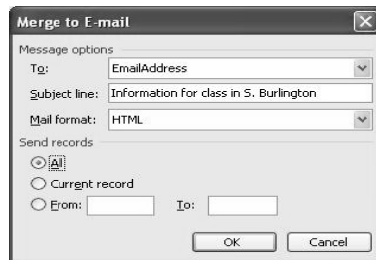 Merge to E-mail
Message options
To: EmailAddress
Subject line: Information for class in S. Burlington
Mail format: HTML
Send records
All
Current record
From: To:
OK Cancel